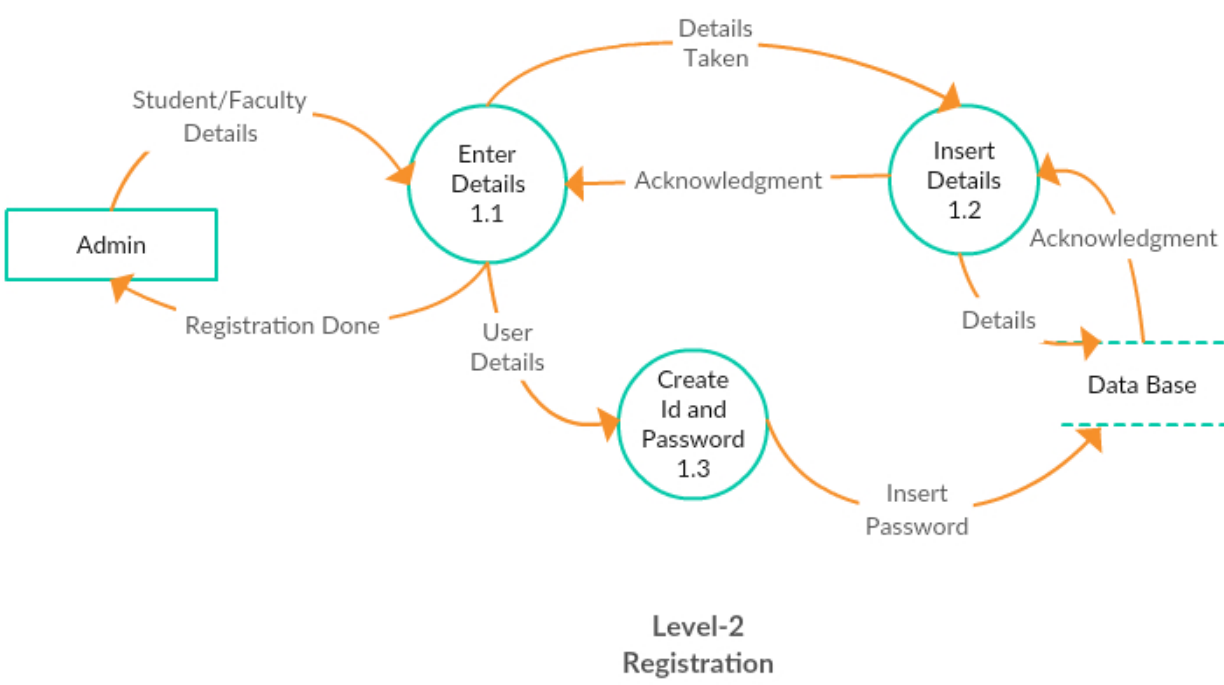 Details
Taken
Student/Faculty
Details
Enter
Details
1.1
Acknowledgment
Insert
Details
1.2
Admin
Acknowledgment
Registration Done
User
Details
Details
Create
Id and
Password
1.3
Data Base
Insert
Password
Level-2
Registration